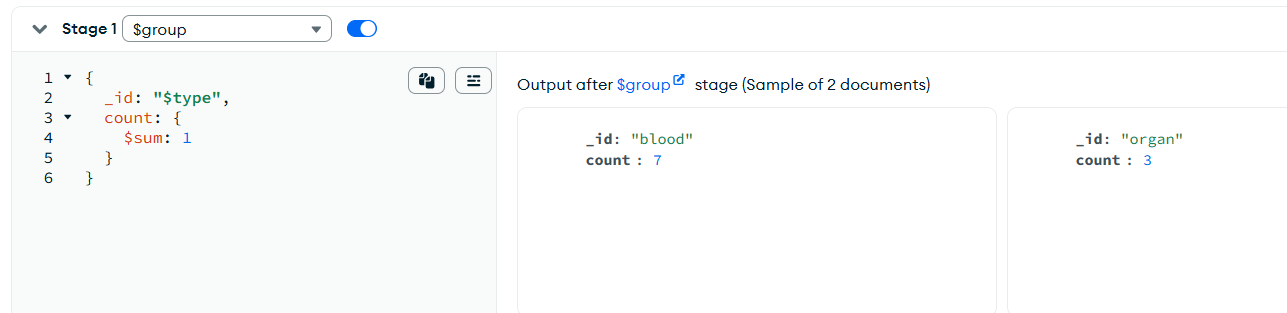 Stage 1 $group
1 {
2 _id: "$type",
3 count: {
4 $sum: 1
5 }
6 }
Output after $group stage (Sample of 2 documents)
_id: "blood"
count : 7
_id: "organ"
count : 3